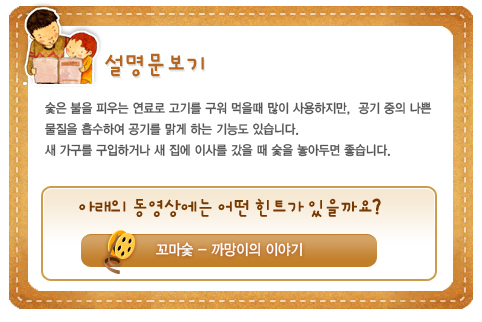 설명문보기
숯은 불을 피우는 연료로 고기를 구워 먹을때 많이 사용하지만, 공기 중의 나쁜
물질을 흡수하여 공기를 맑게 하는 기능도 있습니다.
새 가구를 구입하거나 새 집에 이사를 갔을 때 숯을 놓아두면 좋습니다.
아래의 동영상에는 어떤 힌트가 있을까요?
꼬마숯 - 까망이의 이야기